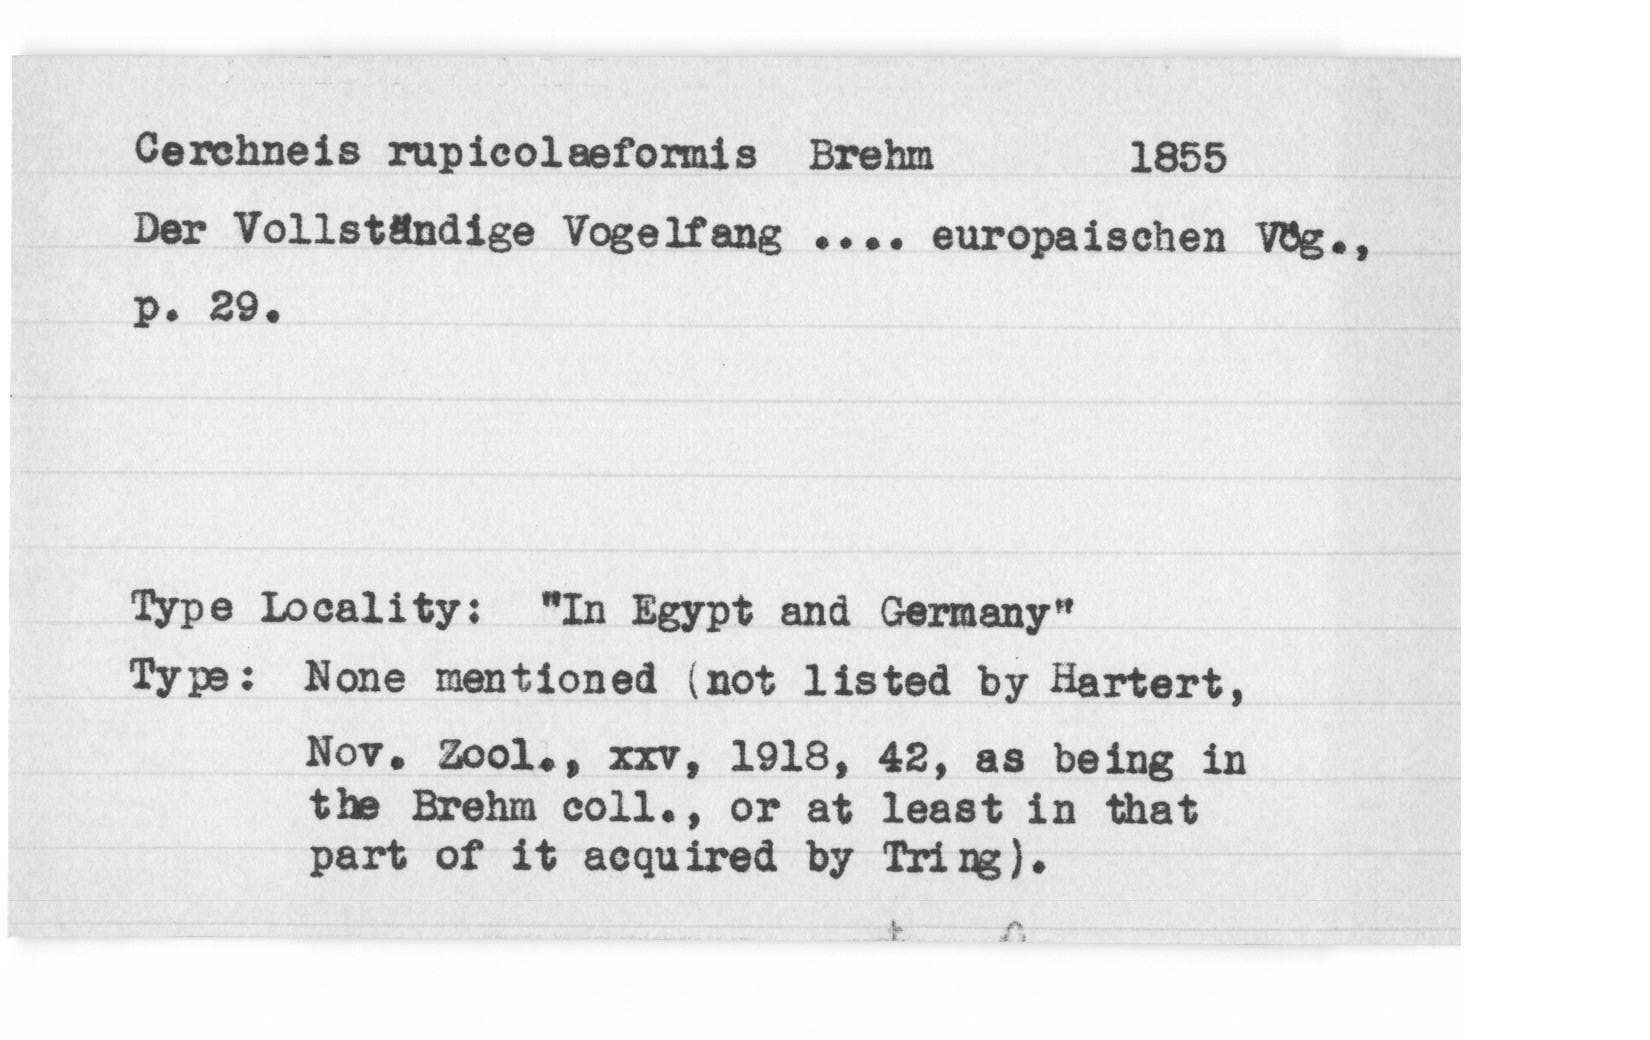 Cerchneis rupicolaeformis Brehm 1855
Der Vollständige Vogelfang .... europaischen Vög.,
p. 29.
Type Locality: "In Egypt and Germany"
Type: None mentioned (not listed by Hartert,
Nov. Zool., xxv, 1918, 42, as being in
the Brehm coll., or at least in that
part of it acquired by Tring).